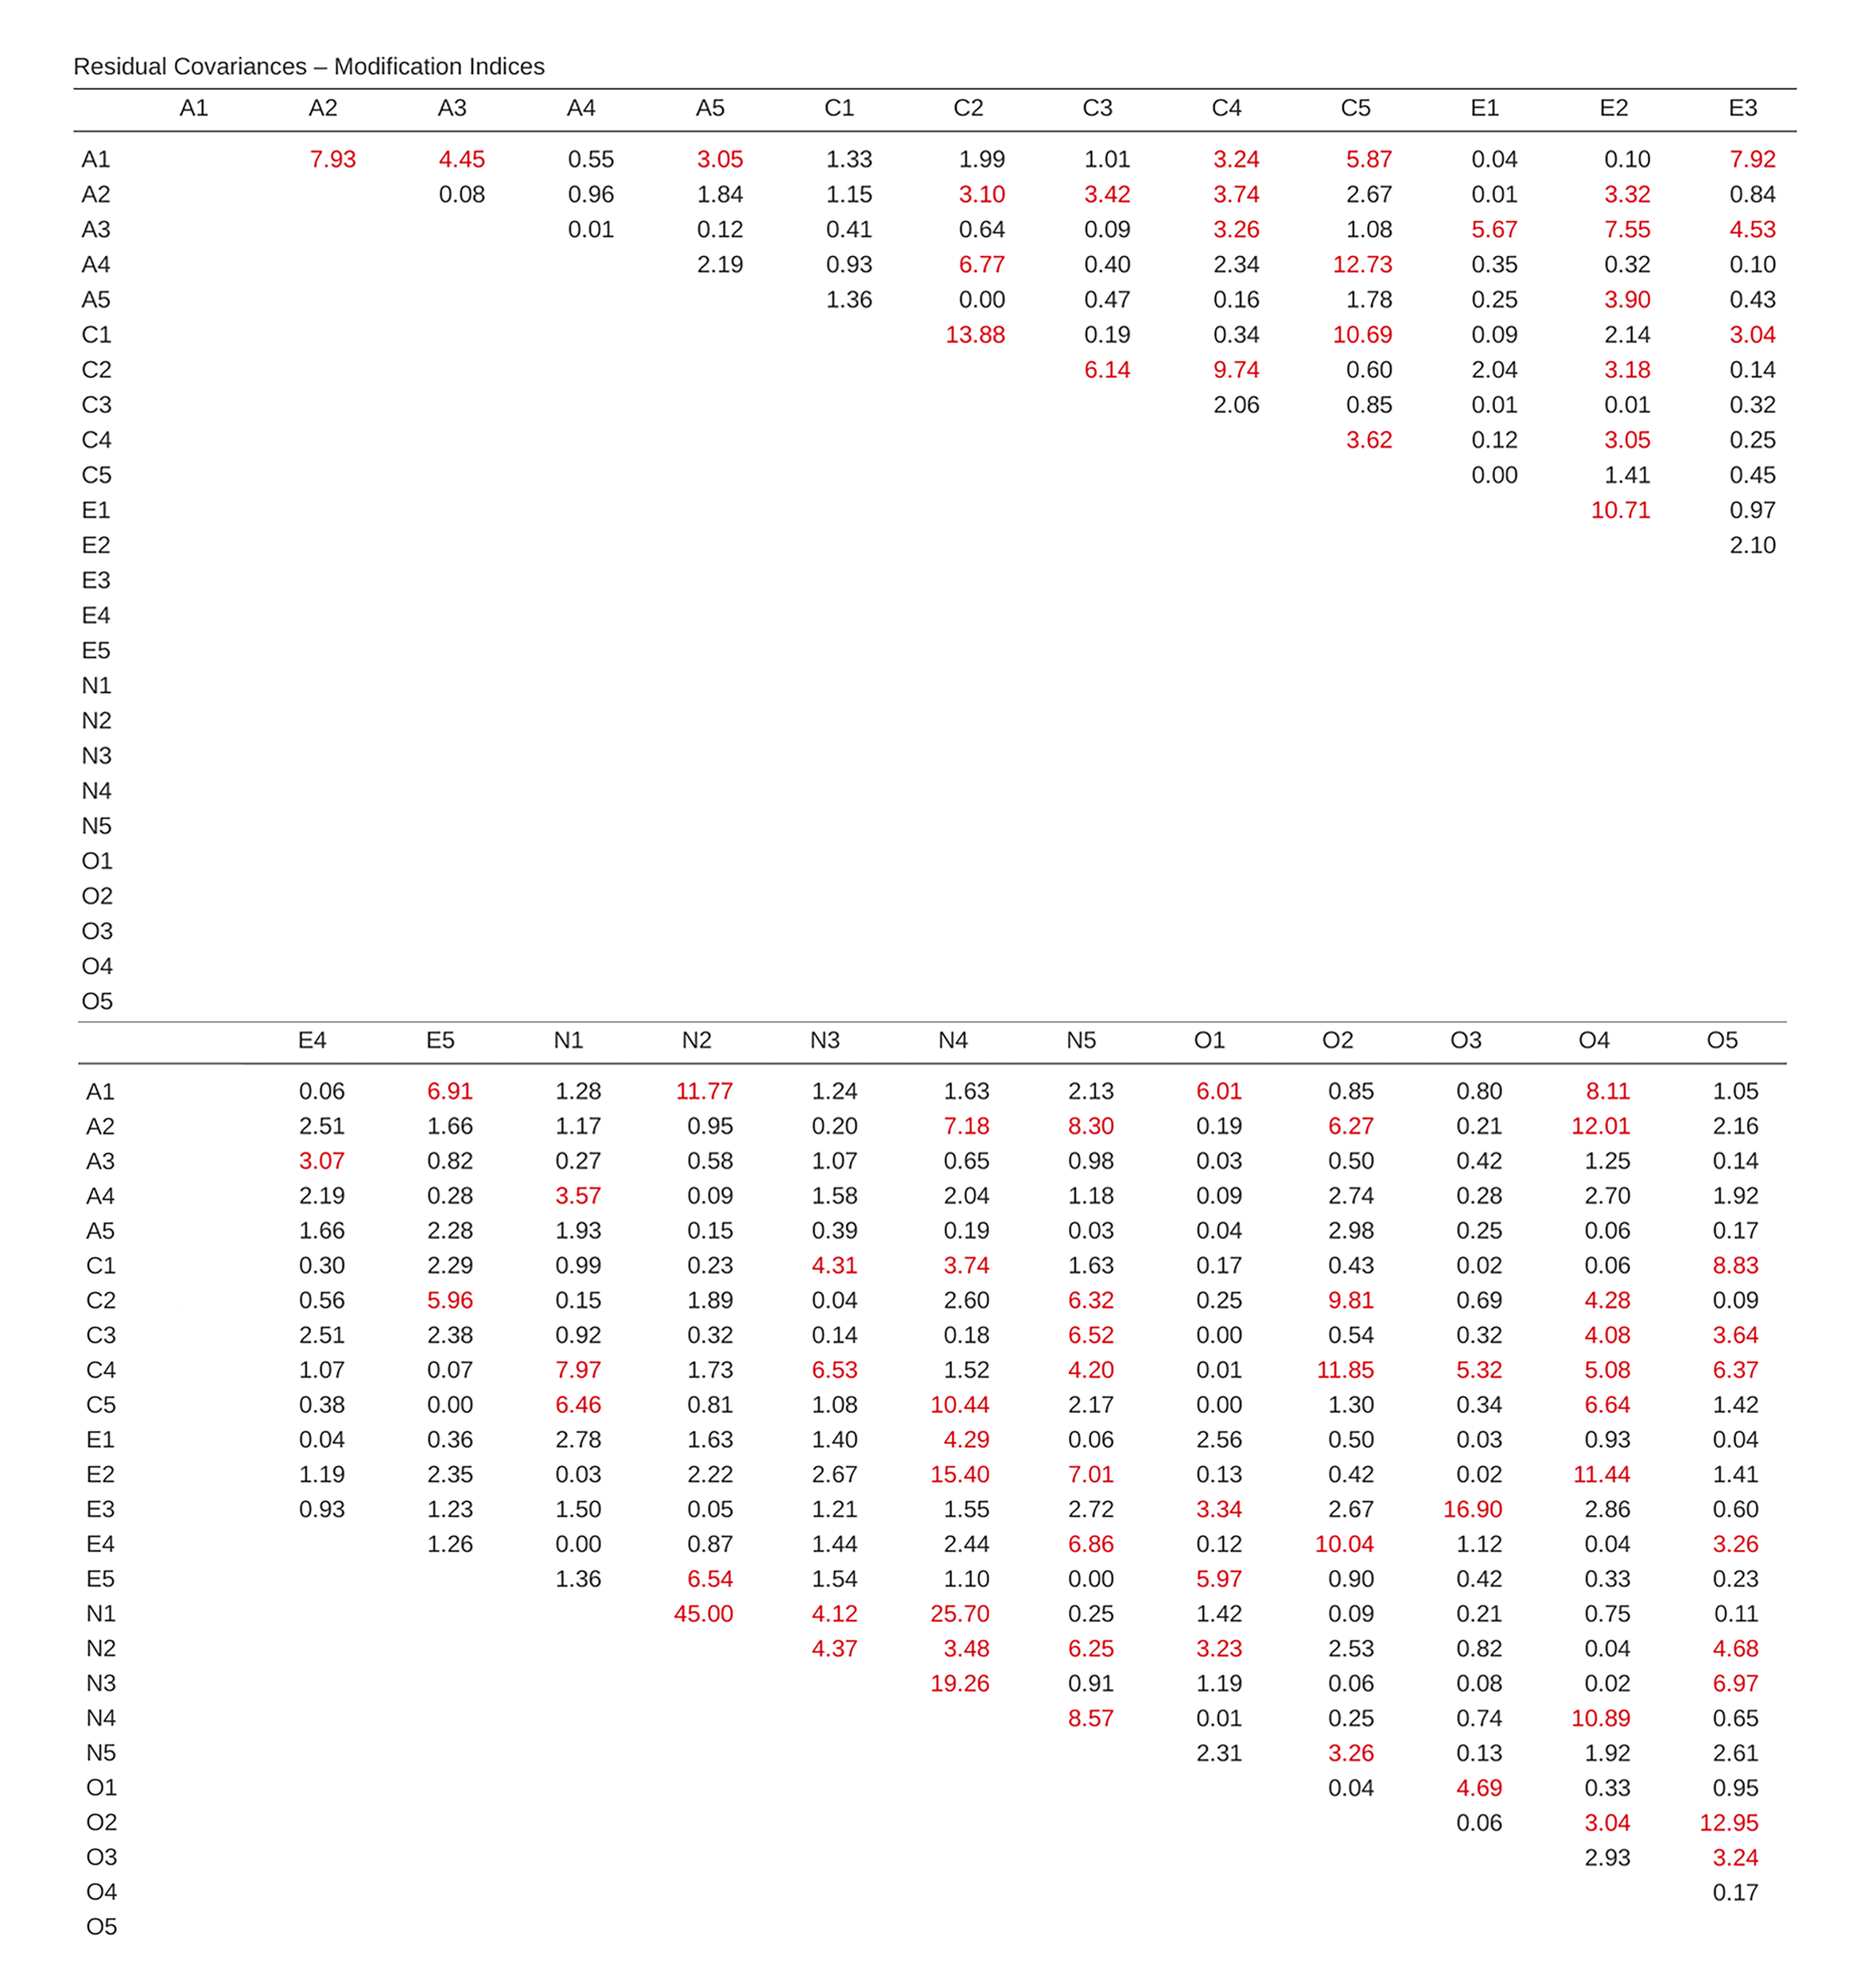 Residual Covariances – Modification Indices
A1 A2 A3 A4 A5 C1 C2 C3 C4 C5 E1 E2 E3
A1 7.93 4.45 0.55 3.05 1.33 1.99 1.01 3.24 5.87 0.04 0.10 7.92
A2 0.08 0.96 1.84 1.15 3.10 3.42 3.74 2.67 0.01 3.32 0.84
A3 0.01 0.12 0.41 0.64 0.09 3.26 1.08 5.67 7.55 4.53
A4 2.19 0.93 6.77 0.40 2.34 12.73 0.35 0.32 0.10
A5 1.36 0.00 0.47 0.16 1.78 0.25 3.90 0.43
C1 13.88 0.19 0.34 10.69 0.09 2.14 3.04
C2 6.14 9.74 0.60 2.04 3.18 0.14
C3 2.06 0.85 0.01 0.01 0.32
C4 3.62 0.12 3.05 0.25
C5 0.00 1.41 0.45
E1 10.71 0.97
E2 2.10
E3
E4
E5
N1
N2
N3
N4
N5
O1
O2
O3
O4
O5
E4 E5 N1 N2 N3 N4 N5 O1 O2 O3 O4 O5
A1 0.06 6.91 1.28 11.77 1.24 1.63 2.13 6.01 0.85 0.80 8.11 1.05
A2 2.51 1.66 1.17 0.95 0.20 7.18 8.30 0.19 6.27 0.21 12.01 2.16
A3 3.07 0.82 0.27 0.58 1.07 0.65 0.98 0.03 0.50 0.42 1.25 0.14
A4 2.19 0.28 3.57 0.09 1.58 2.04 1.18 0.09 2.74 0.28 2.70 1.92
A5 1.66 2.28 1.93 0.15 0.39 0.19 0.03 0.04 2.98 0.25 0.06 0.17
C1 0.30 2.29 0.99 0.23 4.31 3.74 1.63 0.17 0.43 0.02 0.06 8.83
C2 0.56 5.96 0.15 1.89 0.04 2.60 6.32 0.25 9.81 0.69 4.28 0.09
C3 2.51 2.38 0.92 0.32 0.14 0.18 6.52 0.00 0.54 0.32 4.08 3.64
C4 1.07 0.07 7.97 1.73 6.53 1.52 4.20 0.01 11.85 5.32 5.08 6.37
C5 0.38 0.00 6.46 0.81 1.08 10.44 2.17 0.00 1.30 0.34 6.64 1.42
E1 0.04 0.36 2.78 1.63 1.40 4.29 0.06 2.56 0.50 0.03 0.93 0.04
E2 1.19 2.35 0.03 2.22 2.67 15.40 7.01 0.13 0.42 0.02 11.44 1.41
E3 0.93 1.23 1.50 0.05 1.21 1.55 2.72 3.34 2.67 16.90 2.86 0.60
E4 1.26 0.00 0.87 1.44 2.44 6.86 0.12 10.04 1.12 0.04 3.26
E5 1.36 6.54 1.54 1.10 0.00 5.97 0.90 0.42 0.33 0.23
N1 45.00 4.12 25.70 0.25 1.42 0.09 0.21 0.75 0.11
N2 4.37 3.48 6.25 3.23 2.53 0.82 0.04 4.68
N3 19.26 0.91 1.19 0.06 0.08 0.02 6.97
N4 8.57 0.01 0.25 0.74 10.89 0.65
N5 2.31 3.26 0.13 1.92 2.61
O1 0.04 4.69 0.33 0.95
O2 0.06 3.04 12.95
O3 2.93 3.24
O4 0.17
O5